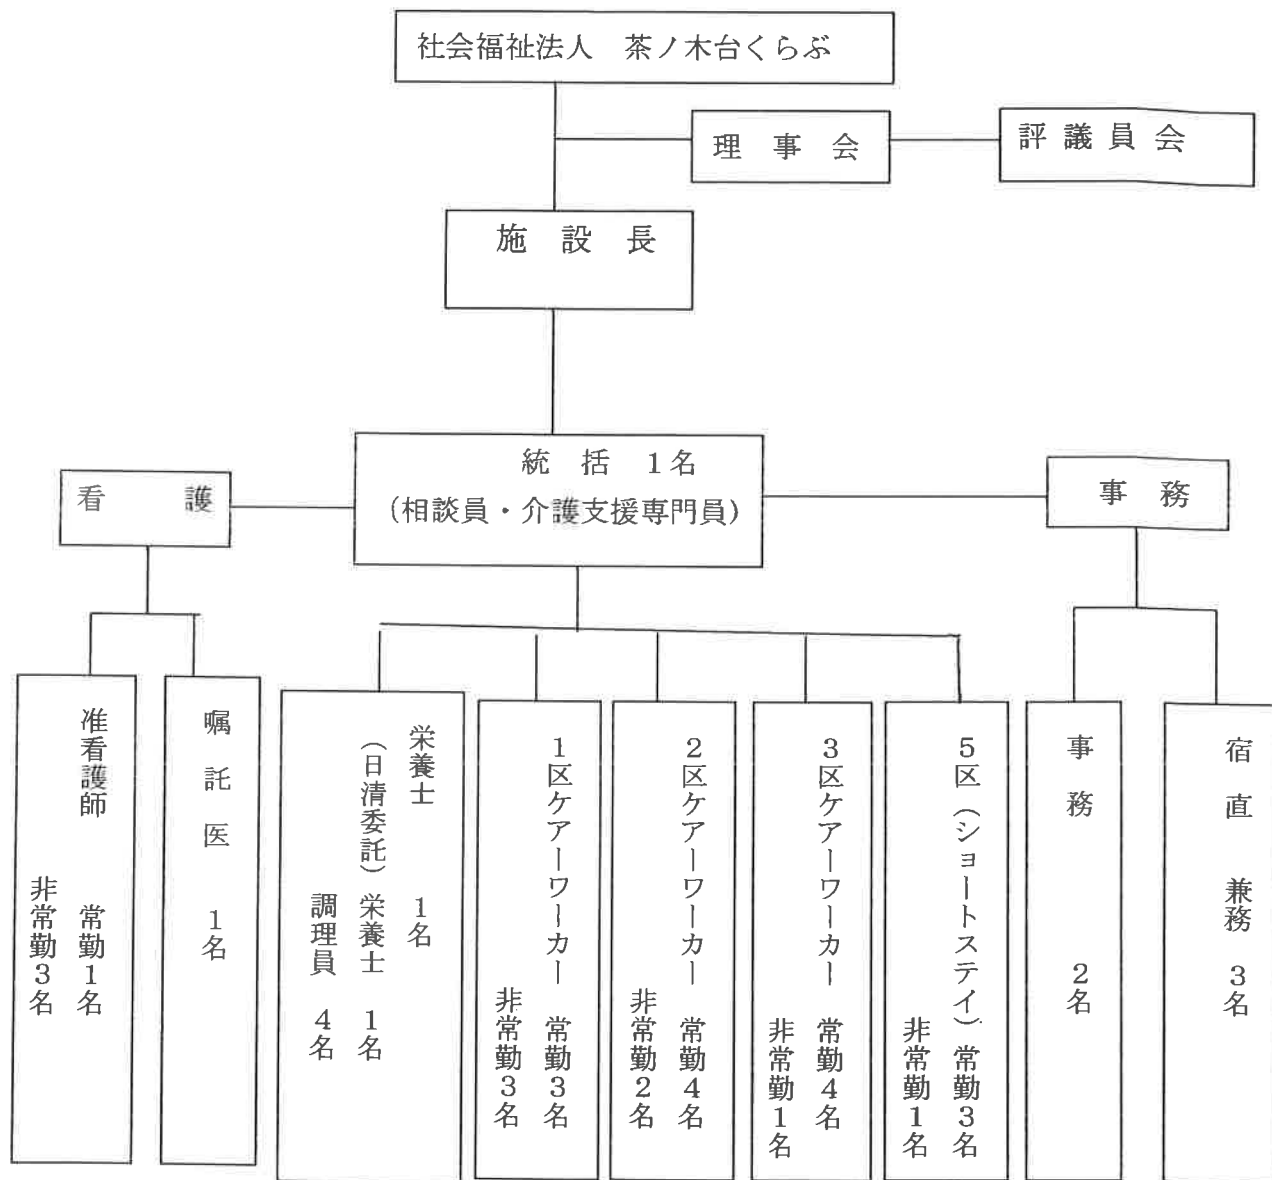 社会福祉法人　茶ノ木台くらぶ
理　事　会
評 議 員 会
施　設　長
統　括　1名
(相談員・介護支援専門員)
看　　護
事　務
准看護師　　常勤1名
非常勤3名
嘱　託　医　　1名
栄養士　　1名
(日清委託) 栄養士　1名
調理員　4名
1区ケアーワーカー　常勤3名
非常勤3名
2区ケアーワーカー　常勤4名
非常勤2名
3区ケアーワーカー　常勤4名
非常勤1名
5区(ショートステイ) 常勤3名
非常勤1名
事　務　　　2名
宿　直　　兼務　3名